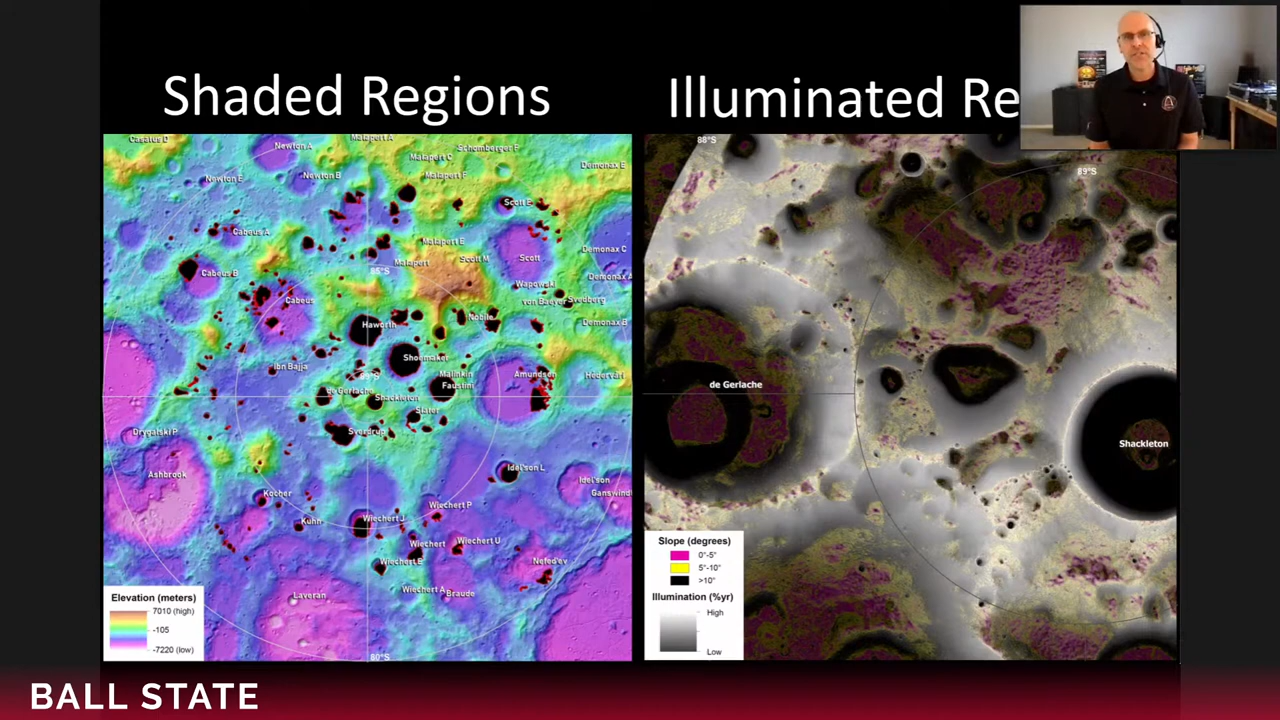 Shaded Regions
Illuminated Re
Casatus C
Newton A
Malapert A
Malapert C
Schomberger F
Demonax E
Newton E
Newton B
Malapert F
Scott E
Cabeus A
Malapert E
Demonax C
Scott M
Scott
Malapert
85°S
Cabeus B
Demonax A
Wapowski
Cabeus
von Baeyer
Svedberg
Haworth
Nobile
Demonax B
Shoemaker
Ibn Bajja
Malinkin
Amundsen
Hedervari
Faustini
de Gerlache
Shackleton
Slater
Drygalski P
Sverdrup
Idel'son L
Ashbrook
Idel'son
Ganswindt
Kocher
Wiechert P
Kuhn
Wiechert J
Wiechert
Wiechert U
Wiechert E
Nefed'ev
Wiechert A
Braude
Laveran
80°S
Elevation (meters)
7010 (high)
-105
-7220 (low)
88°S
89°S
de Gerlache
Shackleton
Slope (degrees)
0°-5°
5°-10°
>10°
Illumination (%yr)
High
Low
BALL STATE